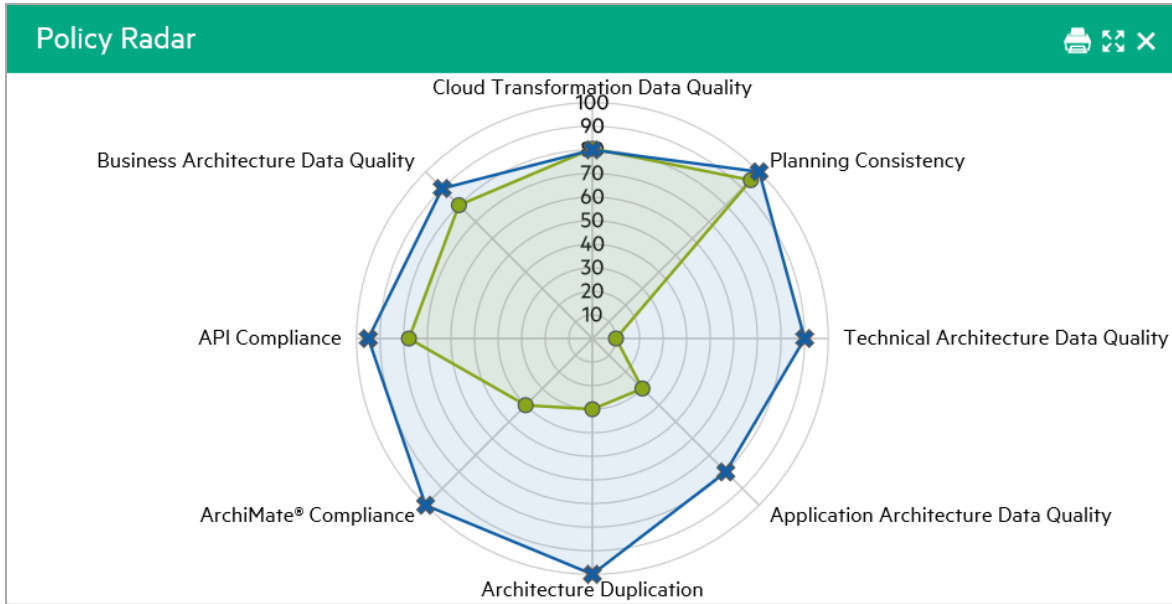 Policy Radar
Cloud Transformation Data Quality
100
90
80
70
60
50
40
30
20
10
Business Architecture Data Quality
Planning Consistency
API Compliance
Technical Architecture Data Quality
ArchiMate® Compliance
Application Architecture Data Quality
Architecture Duplication